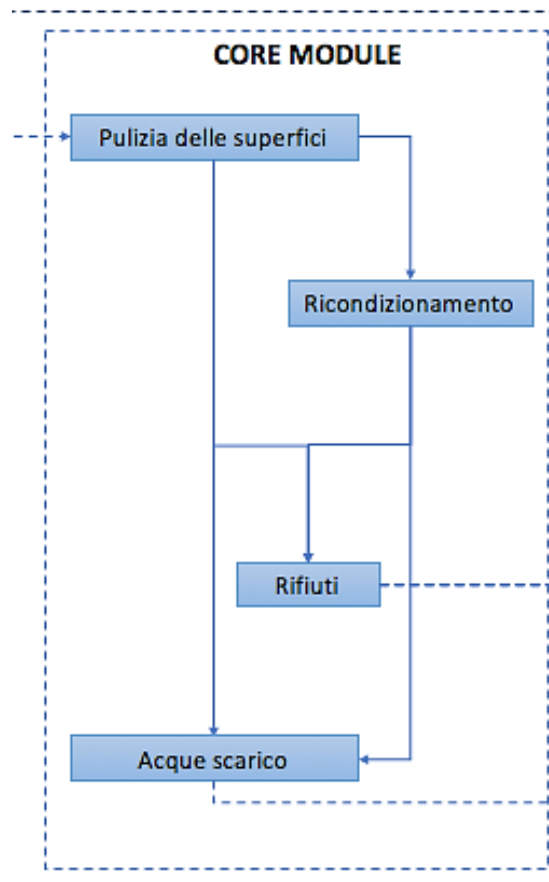 CORE MODULE
Pulizia delle superfici
Ricondizionamento
Rifiuti
Acque scarico